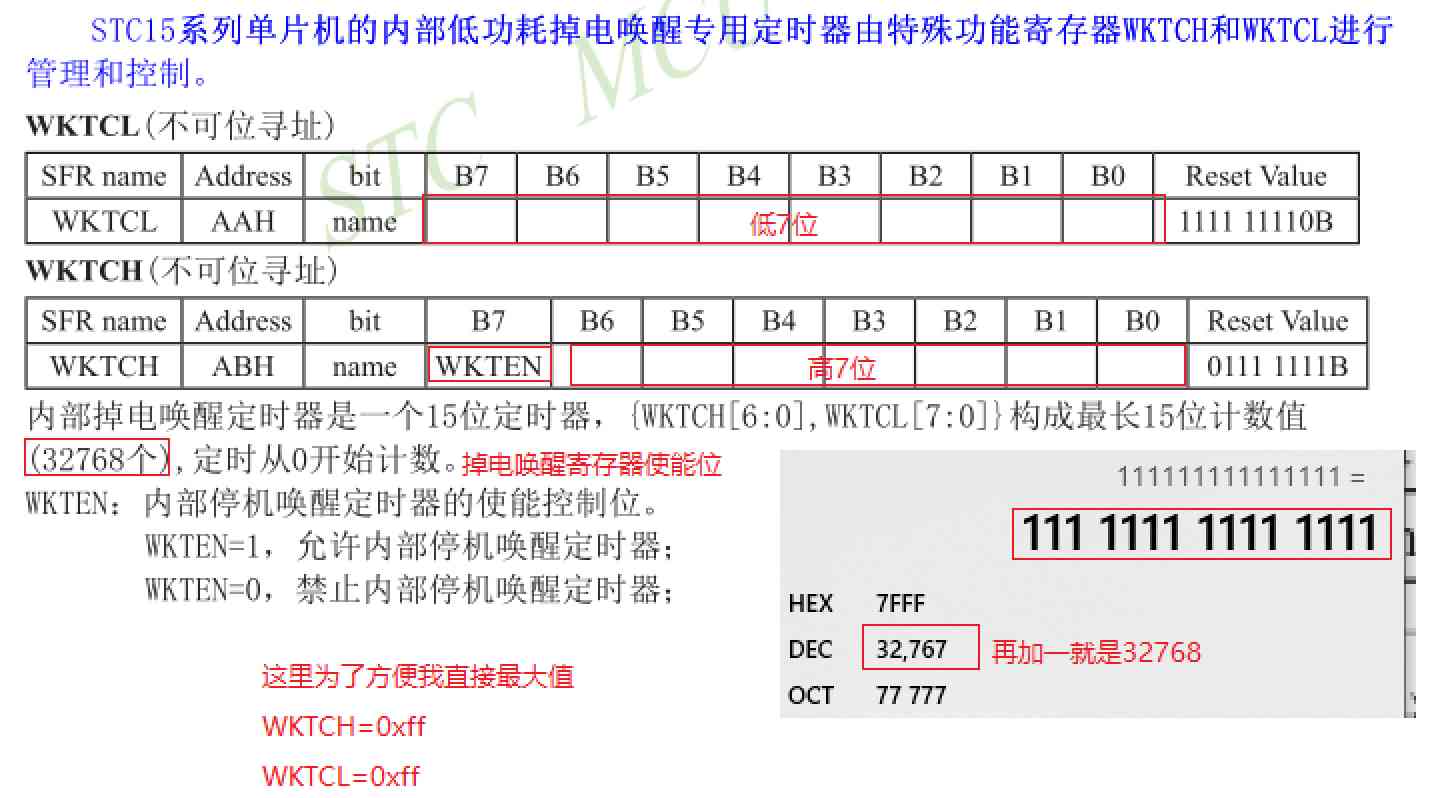 STC15系列单片机的内部低功耗掉电唤醒专用定时器由特殊功能寄存器WKTCH和WKTCL进行
管理和控制。
STC MCU
WKTCL(不可位寻址)
SFR name Address bit B7 B6 B5 B4 B3 B2 B1 B0 Reset Value
WKTCL AAH name 低7位 1111 11110B
WKTCH(不可位寻址)
SFR name Address bit B7 B6 B5 B4 B3 B2 B1 B0 Reset Value
WKTCH ABH name WKTEN 高7位 0111 1111B
内部掉电唤醒定时器是一个15位定时器，{WKTCH[6:0],WKTCL[7:0]}构成最长15位计数值
(32768个),定时从0开始计数。掉电唤醒寄存器使能位
WKTEN：内部停机唤醒定时器的使能控制位。
WKTEN=1，允许内部停机唤醒定时器；
WKTEN=0，禁止内部停机唤醒定时器；
111111111111111 =
111 1111 1111 1111
HEX 7FFF
DEC 32,767 再加一就是32768
OCT 77 777
这里为了方便我直接最大值
WKTCH=0xff
WKTCL=0xff